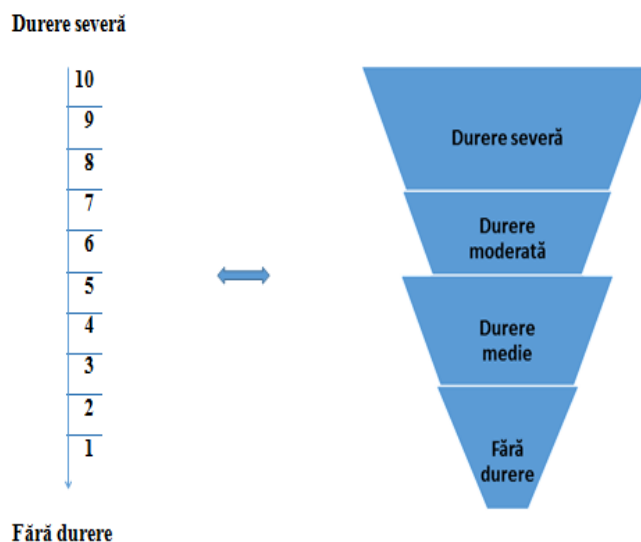 Durere severă
10
9
8
7
6
5
4
3
2
1
Fără durere
Durere severă
Durere
moderată
Durere
medie
Fără
durere